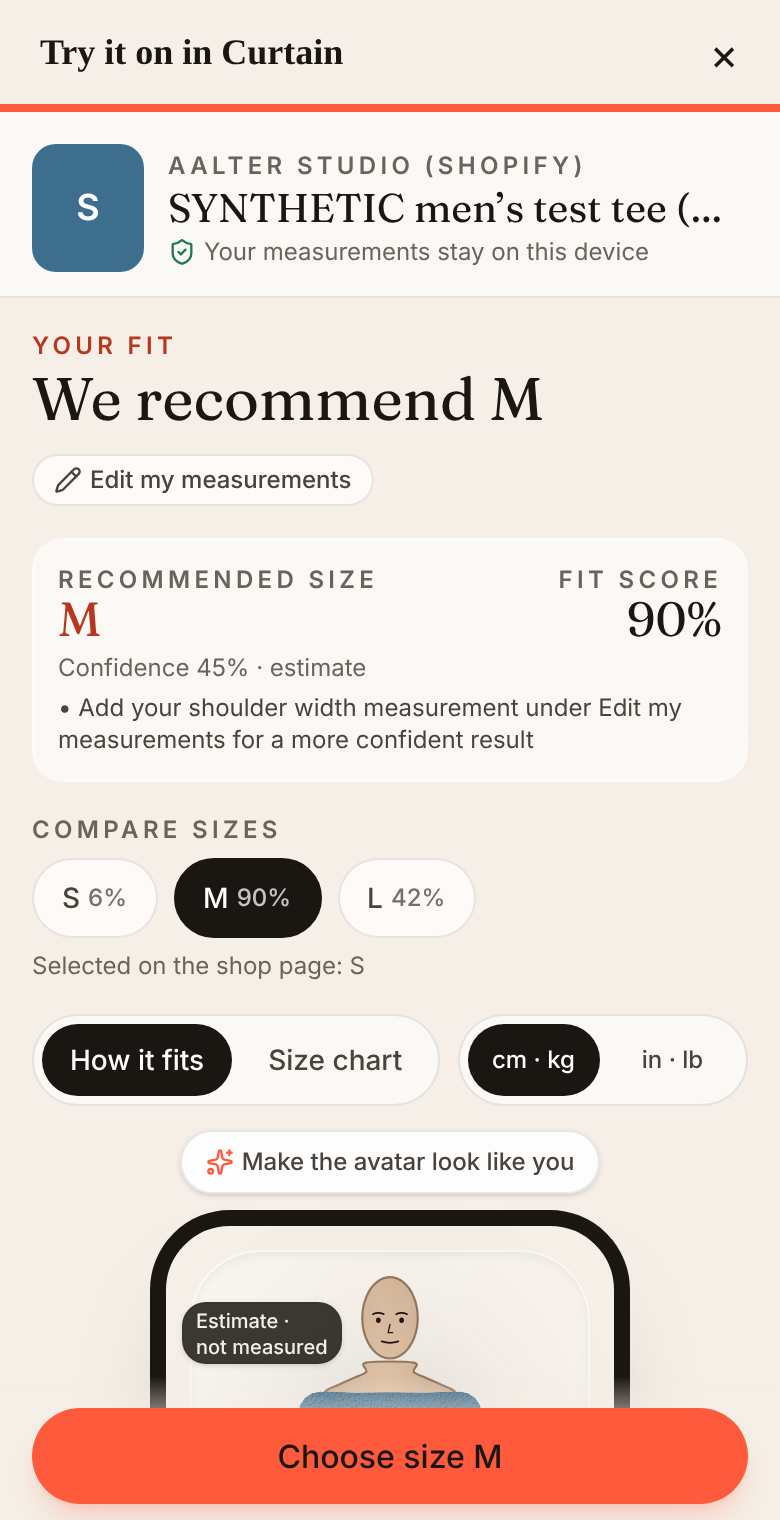 Try it on in Curtain
×
S
AALTER STUDIO (SHOPIFY)
SYNTHETIC men’s test tee (...
Your measurements stay on this device
YOUR FIT
We recommend M
Edit my measurements
RECOMMENDED SIZE
FIT SCORE
M
90%
Confidence 45% · estimate
• Add your shoulder width measurement under Edit my
measurements for a more confident result
COMPARE SIZES
S 6%
M 90%
L 42%
Selected on the shop page: S
How it fits
Size chart
cm · kg
in · lb
Make the avatar look like you
Estimate ·
not measured
Choose size M